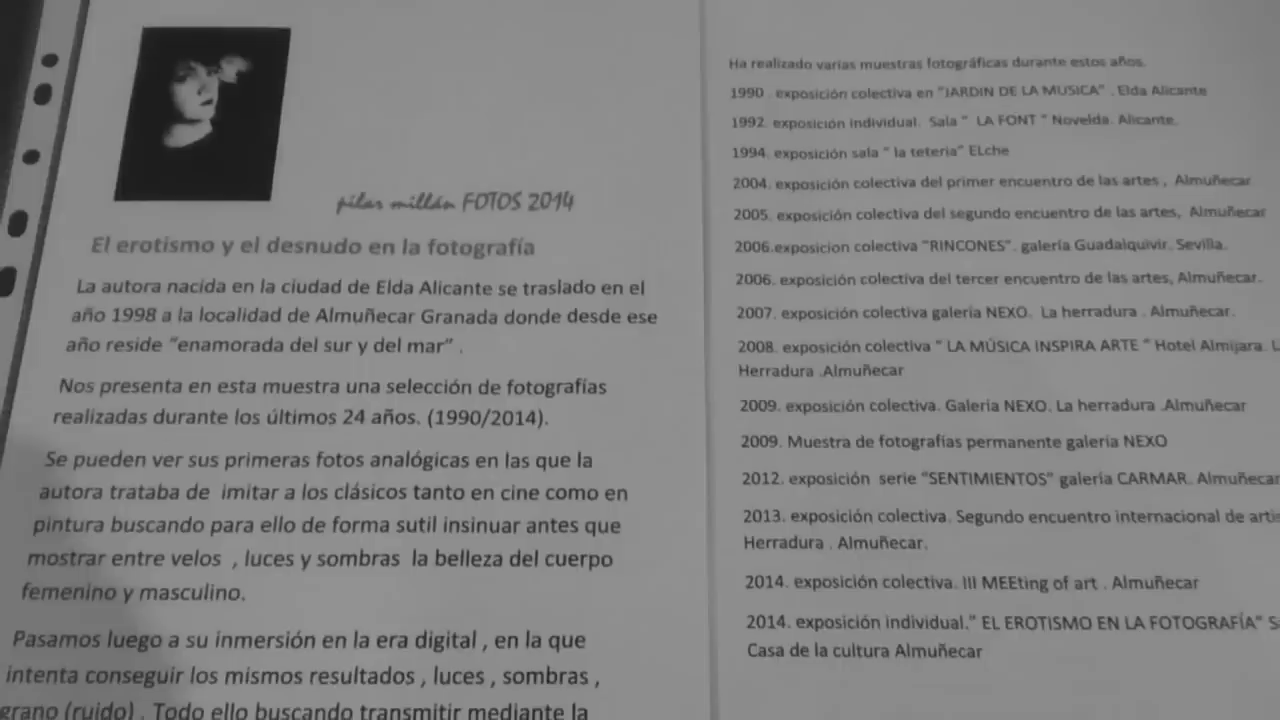 pilar millán FOTOS 2014
El erotismo y el desnudo en la fotografía
La autora nacida en la ciudad de Elda Alicante se traslado en el
año 1998 a la localidad de Almuñecar Granada donde desde ese
año reside “enamorada del sur y del mar” .
Nos presenta en esta muestra una selección de fotografías
realizadas durante los últimos 24 años. (1990/2014).
Se pueden ver sus primeras fotos analógicas en las que la
autora trataba de imitar a los clásicos tanto en cine como en
pintura buscando para ello de forma sutil insinuar antes que
mostrar entre velos , luces y sombras la belleza del cuerpo
femenino y masculino.
Pasamos luego a su inmersión en la era digital , en la que
intenta conseguir los mismos resultados , luces , sombras ,
grano (ruido) . Todo ello buscando transmitir mediante la
Ha realizado varias muestras fotográficas durante estos años.
1990 . exposición colectiva en "JARDIN DE LA MUSICA" . Elda Alicante
1992. exposición individual. Sala " LA FONT " Novelda. Alicante.
1994. exposición sala " la teteria" ELche
2004. exposición colectiva del primer encuentro de las artes , Almuñecar
2005. exposición colectiva del segundo encuentro de las artes, Almuñecar
2006.exposicion colectiva "RINCONES". galería Guadalquivir. Sevilla.
2006. exposición colectiva del tercer encuentro de las artes, Almuñecar.
2007. exposición colectiva galería NEXO. La herradura . Almuñecar.
2008. exposición colectiva " LA MÚSICA INSPIRA ARTE " Hotel Almijara. L
Herradura .Almuñecar
2009. exposición colectiva. Galería NEXO. La herradura .Almuñecar
2009. Muestra de fotografías permanente galería NEXO
2012. exposición serie "SENTIMIENTOS" galería CARMAR. Almuñecar
2013. exposición colectiva. Segundo encuentro internacional de
Herradura . Almuñecar.
2014. exposición colectiva. III MEEting of art . Almuñecar
2014. exposición individual." EL EROTISMO EN LA FOTOGRAFÍA"
Casa de la cultura Almuñecar